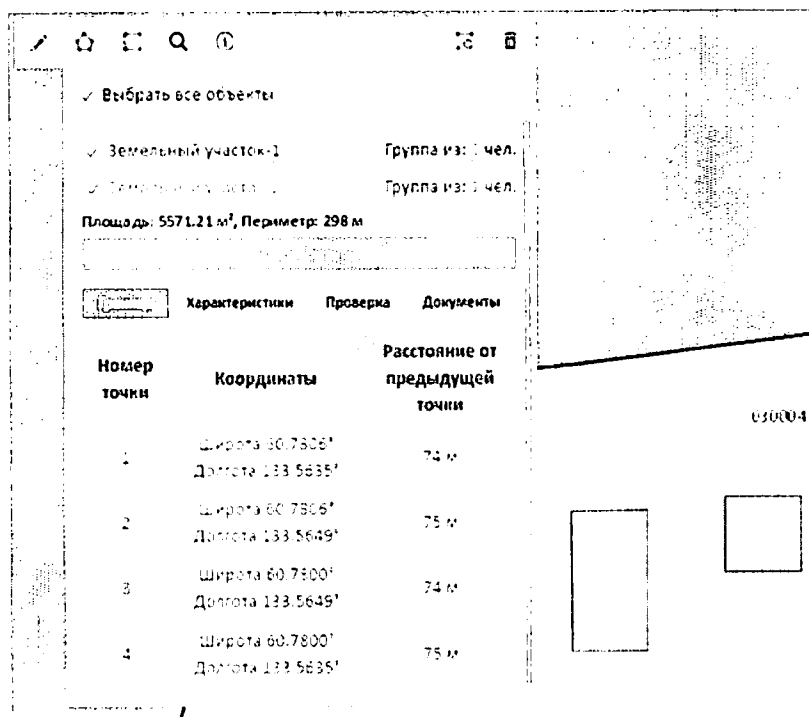 Выбрать все объекты
Земельный участок-1 Группа из: 1 чел.
Группа из: 1 чел.
Площадь: 5571.21 м², Периметр: 298 м
Характеристики Проверка Документы
Номер точки Координаты Расстояние от предыдущей точки
1 Широта 60.7806° Долгота 133.5635° 74 м
2 Широта 60.7806° Долгота 133.5649° 75 м
3 Широта 60.7800° Долгота 133.5649° 74 м
4 Широта 60.7800° Долгота 133.5635° 75 м
030004